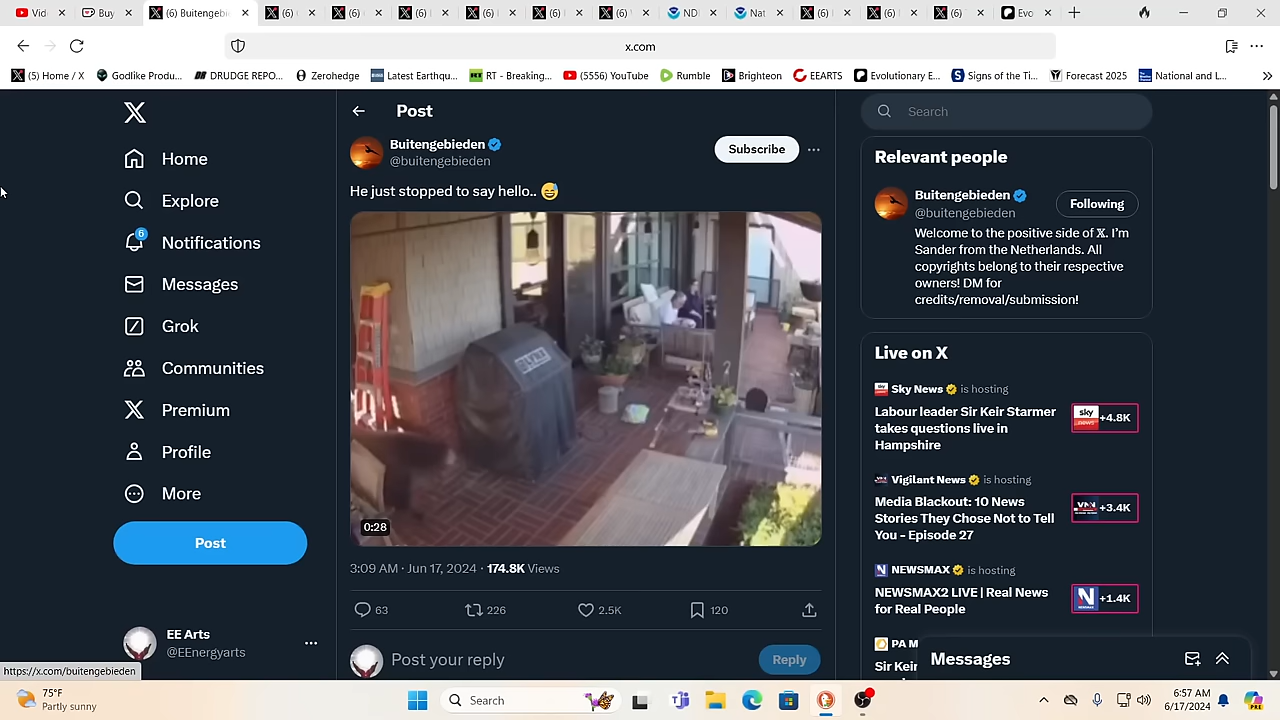 Vid
Buy
(6) Buitengebi
(6)
(6)
(6)
(6)
(6)
(6)
ND
Nat
(6)
(6)
(6)
Evo
x.com
(5) Home / X
Godlike Produ...
DRUDGE REPO...
Zerohedge
Latest Earthqu...
RT - Breaking...
(5556) YouTube
Rumble
Brighteon
EEARTS
Evolutionary E...
Signs of the Ti...
Forecast 2025
National and L...
Home
Explore
6
Notifications
Messages
Grok
Communities
Premium
Profile
More
Post
EE Arts
@EEnergyarts
https://x.com/buitengebieden
Post
Buitengebieden
@buitengebieden
Subscribe
He just stopped to say hello..
0:28
3:09 AM · Jun 17, 2024 · 174.8K Views
63
226
2.5K
120
Post your reply
Reply
Search
Relevant people
Buitengebieden
@buitengebieden
Following
Welcome to the positive side of 𝕏. I'm
Sander from the Netherlands. All
copyrights belong to their respective
owners! DM for
credits/removal/submission!
Live on X
Sky News is hosting
Labour leader Sir Keir Starmer
takes questions live in
Hampshire
sky news
+4.8K
Vigilant News is hosting
Media Blackout: 10 News
Stories They Chose Not to Tell
You - Episode 27
+3.4K
NEWSMAX is hosting
NEWSMAX2 LIVE | Real News
for Real People
+1.4K
PA M
Sir Keir
Messages
75°F
Partly sunny
Search
6:57 AM
6/17/2024